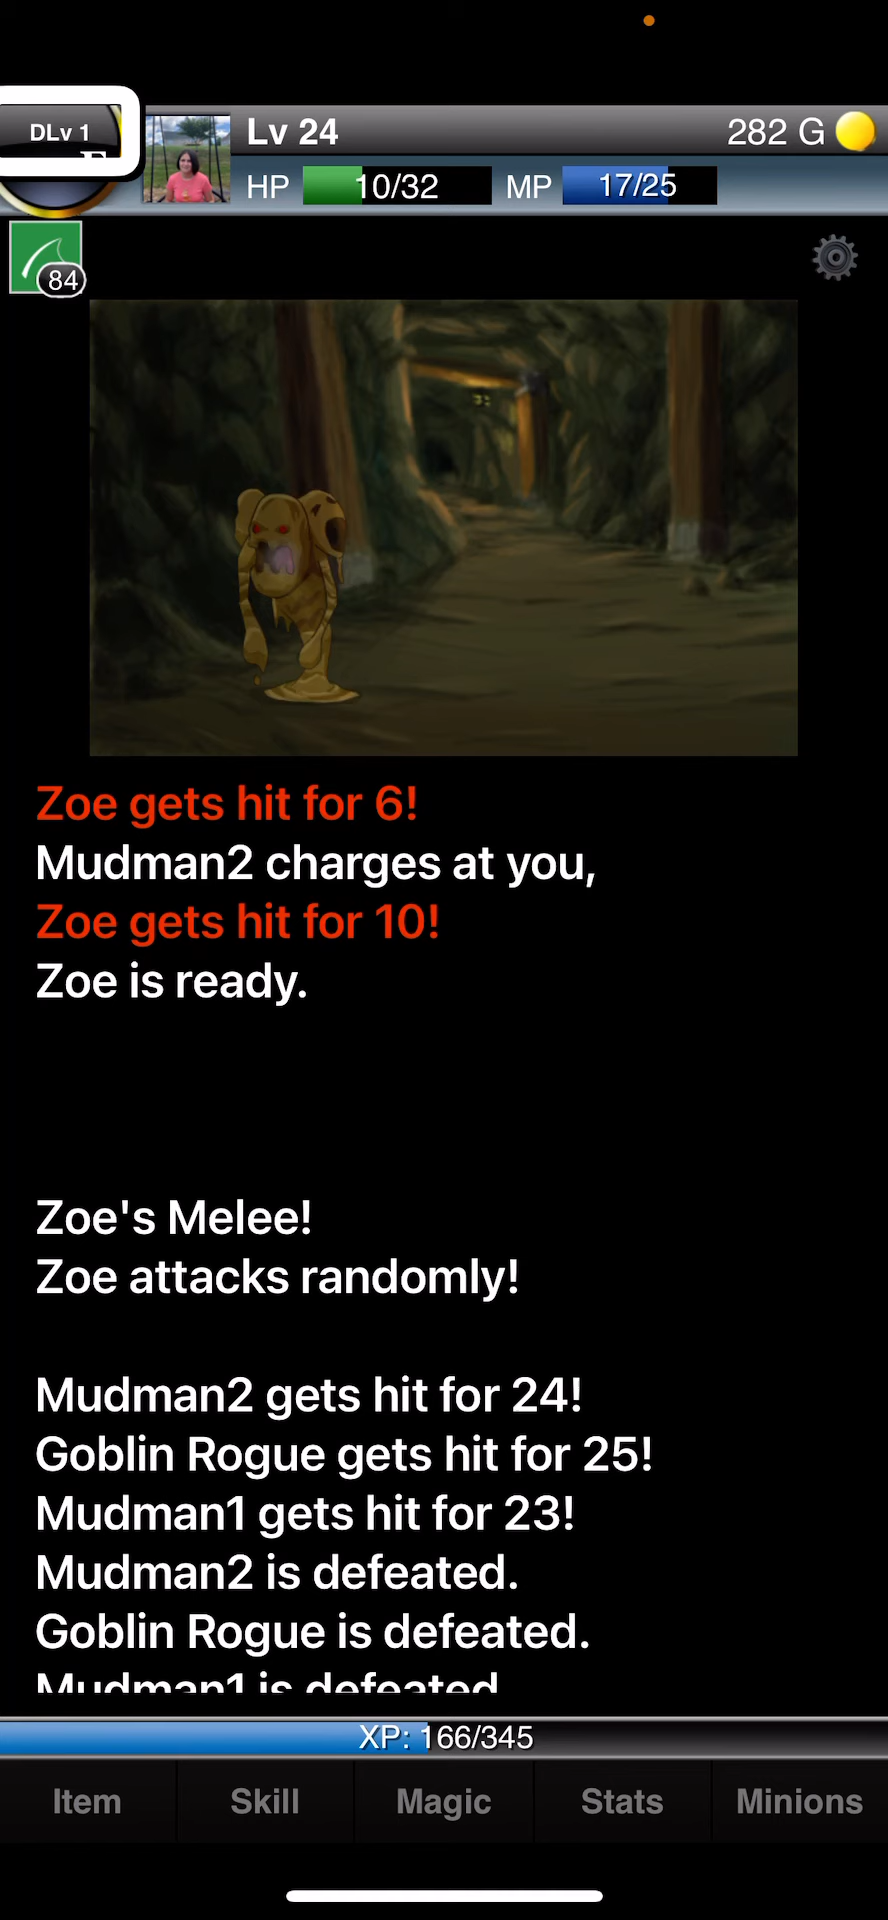 DLv 1
Lv 24
282 G
HP 10/32 MP 17/25
84
Zoe gets hit for 6!
Mudman2 charges at you,
Zoe gets hit for 10!
Zoe is ready.
Zoe's Melee!
Zoe attacks randomly!
Mudman2 gets hit for 24!
Goblin Rogue gets hit for 25!
Mudman1 gets hit for 23!
Mudman2 is defeated.
Goblin Rogue is defeated.
Mudman1 is defeated
XP: 166/345
Item Skill Magic Stats Minions